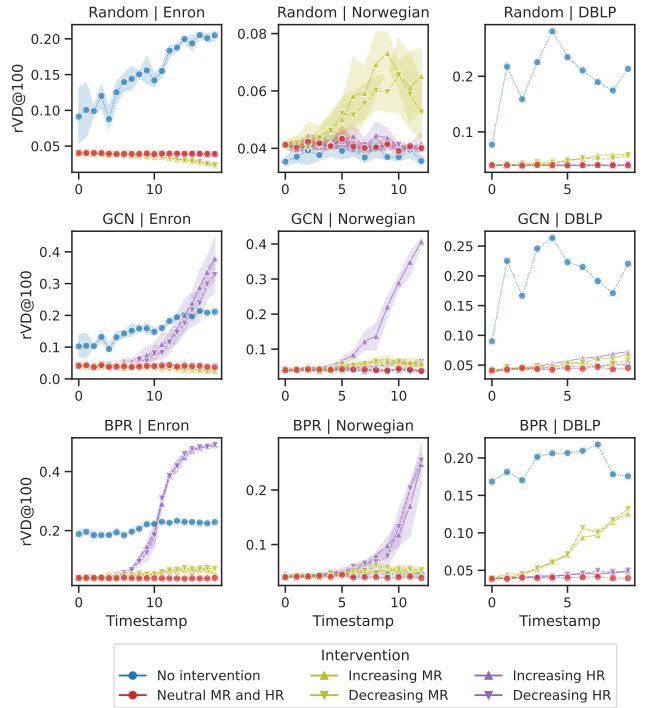 Random | Enron
Random | Norwegian
Random | DBLP
rVD@100
0.20
0.15
0.10
0.05
0
10
0.08
0.06
0.04
0
5
10
0.2
0.1
0
5
GCN | Enron
GCN | Norwegian
GCN | DBLP
rVD@100
0.4
0.3
0.2
0.1
0.0
0
10
0.4
0.3
0.2
0.1
0
5
10
0.25
0.20
0.15
0.10
0.05
0
5
BPR | Enron
BPR | Norwegian
BPR | DBLP
rVD@100
0.4
0.2
0
10
0.2
0.1
0
5
10
0.20
0.15
0.10
0.05
0
5
Timestamp
Timestamp
Timestamp
Intervention
No intervention
Increasing MR
Increasing HR
Neutral MR and HR
Decreasing MR
Decreasing HR